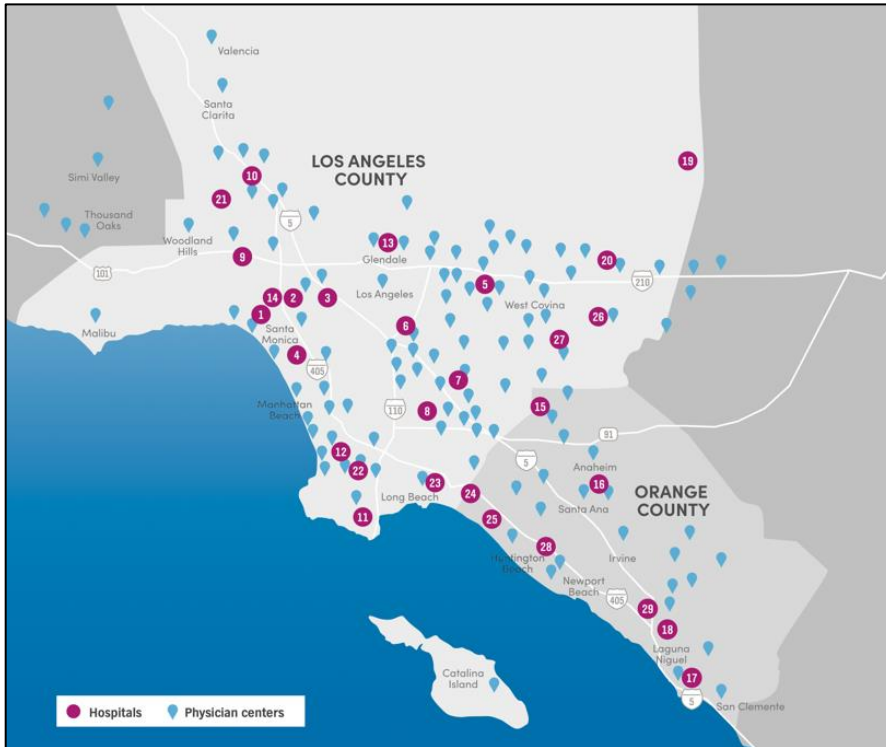 Valencia
Santa
Clarita
LOS ANGELES
COUNTY
19
Simi Valley
10
21
Thousand
Oaks
5
Woodland
Hills
13
Glendale
9
20
101
210
Los Angeles
5
West Covina
14
2
3
1
26
Malibu
Santa
Monica
6
27
4
405
7
Manhattan
Beach
110
8
15
91
5
12
22
Anaheim
23
Long Beach
24
16
Santa Ana
ORANGE
COUNTY
11
25
28
Huntington
Beach
Irvine
Newport
Beach
405
29
18
Laguna
Niguel
17
5
San Clemente
Catalina
Island
Hospitals
Physician centers